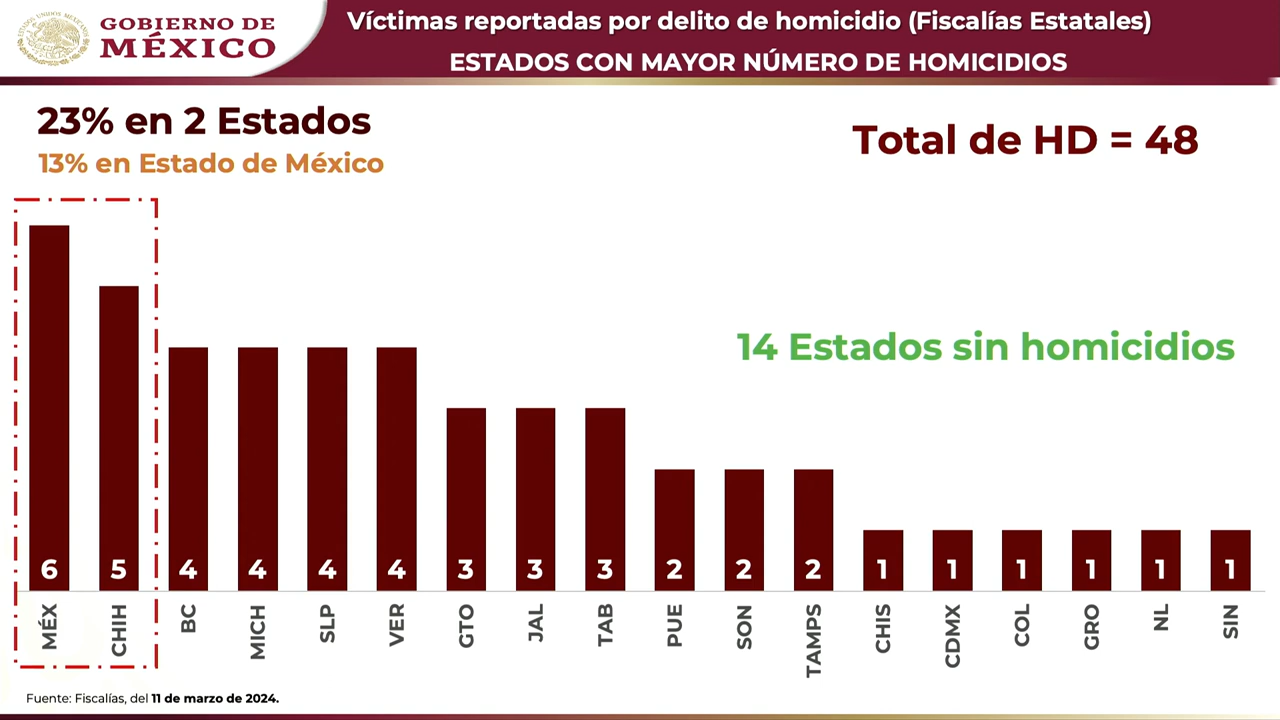 GOBIERNO DE
MÉXICO
Víctimas reportadas por delito de homicidio (Fiscalías Estatales)
ESTADOS CON MAYOR NÚMERO DE HOMICIDIOS
23% en 2 Estados
13% en Estado de México
Total de HD = 48
14 Estados sin homicidios
6 5 4 4 4 4 3 3 3 2 2 2 1 1 1 1 1 1
MÉX CHIH BC MICH SLP VER GTO JAL TAB PUE SON TAMPS CHIS CDMX COL GRO NL SIN
Fuente: Fiscalías, del 11 de marzo de 2024.